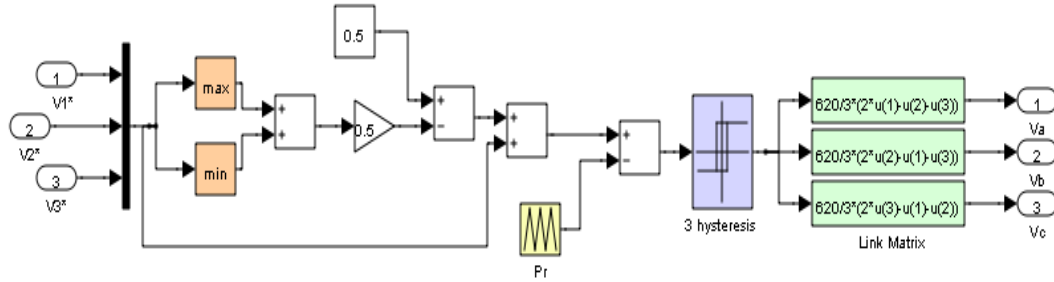 1
V1*
2
V2*
3
V3*
max
min
+
+
0.5
0.5
+
−
+
+
Pr
+
−
3 hysteresis
620/3*(2*u(1)-u(2)-u(3))
620/3*(2*u(2)-u(1)-u(3))
620/3*(2*u(3)-u(1)-u(2))
Link Matrix
1
Va
2
Vb
3
Vc